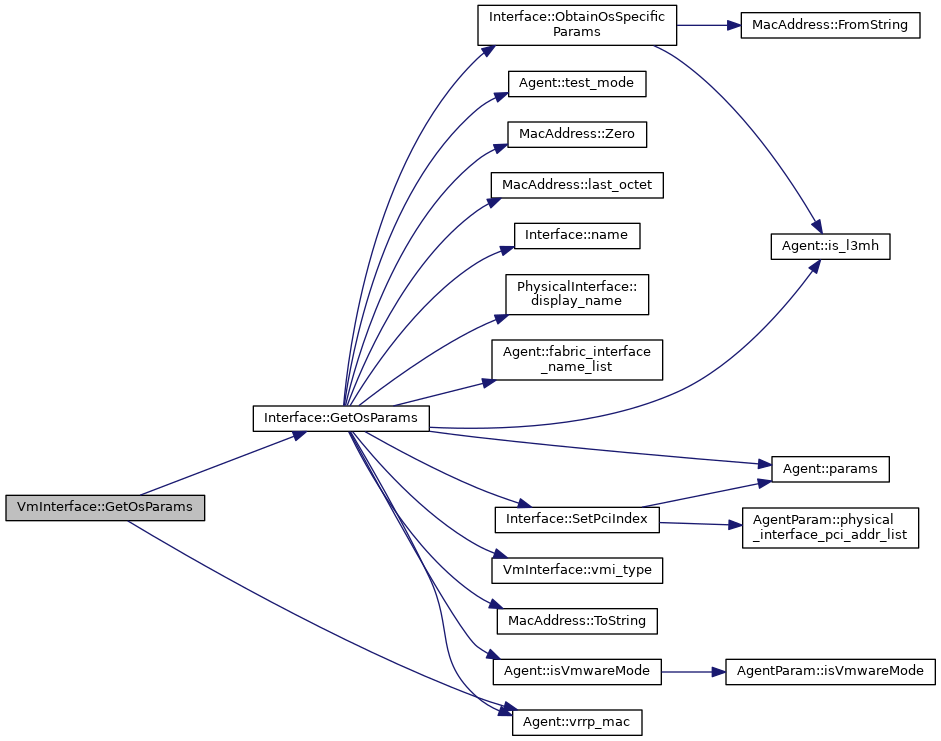 Interface::ObtainOsSpecific
Params
MacAddress::FromString
Agent::test_mode
MacAddress::Zero
MacAddress::last_octet
Interface::name
Agent::is_l3mh
PhysicalInterface::
display_name
Agent::fabric_interface
_name_list
Interface::GetOsParams
Agent::params
VmInterface::GetOsParams
Interface::SetPciIndex
AgentParam::physical
_interface_pci_addr_list
VmInterface::vmi_type
MacAddress::ToString
Agent::isVmwareMode
AgentParam::isVmwareMode
Agent::vrrp_mac